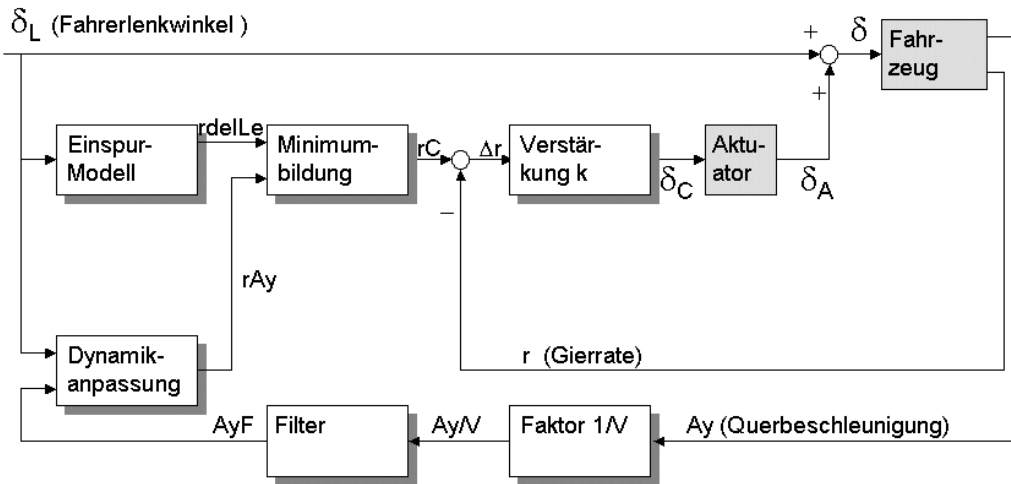 δL (Fahrerlenkwinkel )
+
δ
Fahr-
zeug
+
rdelLe
Einspur-
Modell
Minimum-
bildung
rC
Δr
Verstär-
kung k
δC
Aktu-
ator
δA
−
rAy
Dynamik-
anpassung
r (Gierrate)
AyF
Filter
Ay/V
Faktor 1/V
Ay (Querbeschleunigung)